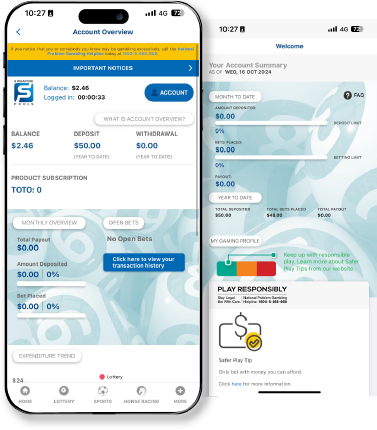 10:27
4G 72
Account Overview
If you notice that you or somebody you know may be gambling excessively, call the National
Problem Gambling Helpline today at 1800-6-668-668.
IMPORTANT NOTICES
SINGAPORE
POOLS
Balance: $2.46
Logged in: 00:00:33
ACCOUNT
WHAT IS ACCOUNT OVERVIEW?
BALANCE DEPOSIT WITHDRAWAL
$2.46 $50.00 $0.00
(YEAR TO DATE) (YEAR TO DATE)
PRODUCT SUBSCRIPTION
TOTO: 0
MONTHLY OVERVIEW
OPEN BETS
Total Payout
$0.00
No Open Bets
Amount Deposited
$0.00 0%
Click here to view your
transaction history
Bet Placed
$0.00 0%
EXPENDITURE TREND
Lottery
$24
HOME LOTTERY SPORTS HORSE RACING MORE
10:27
4G 72
Welcome
Your Account Summary
AS OF WED, 16 OCT 2024
MONTH TO DATE
FAQ
AMOUNT DEPOSITED:
$0.00
DEPOSIT LIMIT
0%
BETS PLACED:
$0.00
BETTING LIMIT
0%
PAYOUT:
$0.00
YEAR TO DATE
TOTAL DEPOSITED TOTAL BETS PLACED TOTAL PAYOUT
$50.00 $48.00 $0.00
MY GAMING PROFILE
Keep up with responsible
play. Learn more about Safer
Play Tips from our website
PLAY RESPONSIBLY
Stay Legal. National Problem Gambling
Be With Care. Helpline: 1800-6-668-668
Safer Play Tip
Only bet with money you can afford.
Click here for more information.